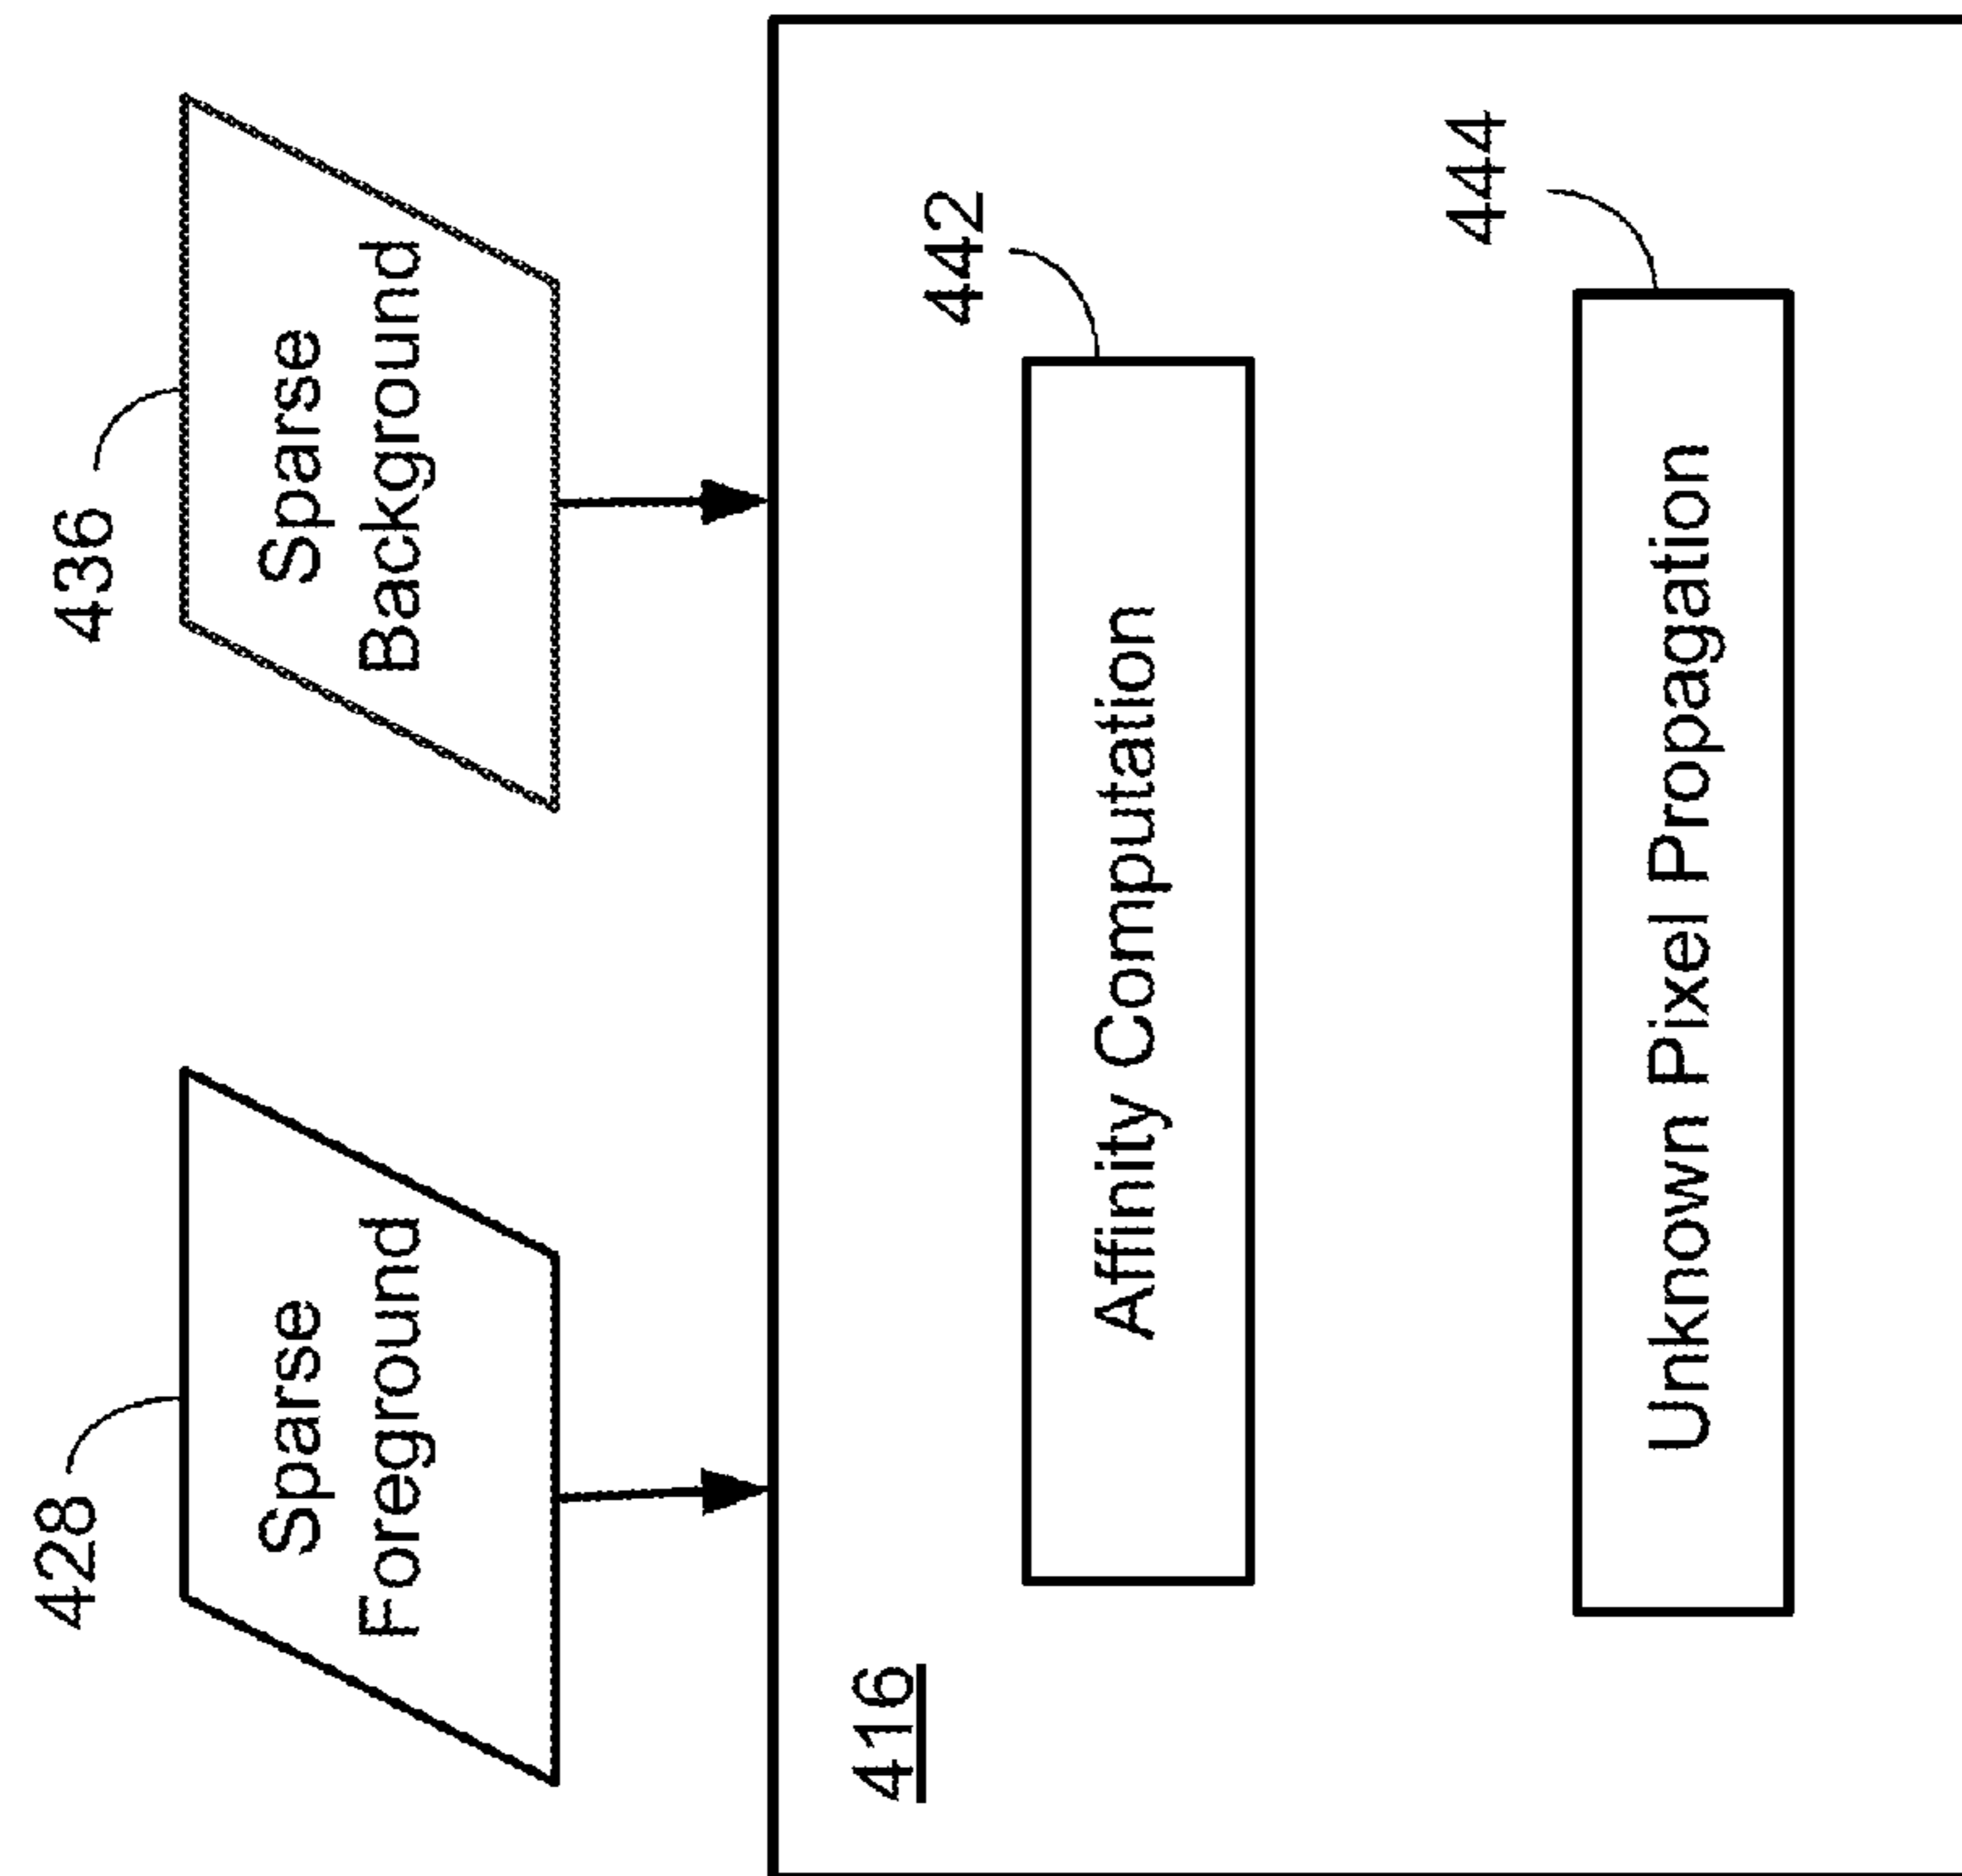 428
Sparse
Foreground
436
Sparse
Background
416
442
Affinity Computation
444
Unknown Pixel Propagation